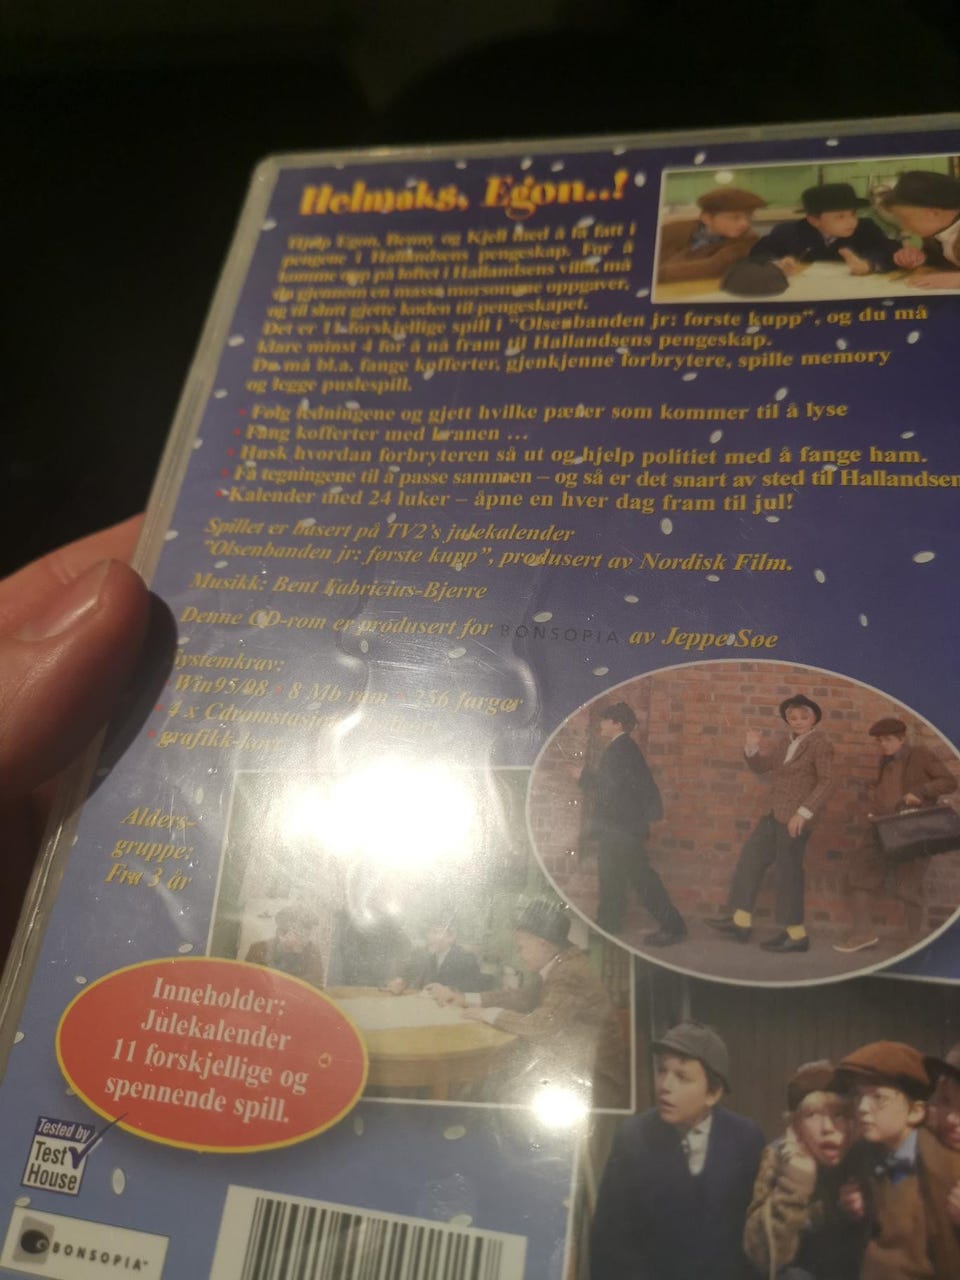 Helmaks, Egon..!
Hjelp Egon, Benny og Kjell med å få fatt i
pengene i Hallandsens pengeskap. For å
komme opp på loftet i Hallandsens villa, må
du gjennom en masse morsomme oppgaver,
og til slutt gjette koden til pengeskapet.
Det er 11 forskjellige spill i "Olsenbanden jr: første kupp", og du må
klare minst 4 for å nå fram til Hallandsens pengeskap.
Du må bl.a. fange kofferter, gjenkjenne forbrytere, spille memory
og legge puslespill.
• Følg ledningene og gjett hvilke pærer som kommer til å lyse
• Fang kofferter med kranen ...
• Husk hvordan forbryteren så ut og hjelp politiet med å fange ham.
• Få tegningene til å passe sammen – og så er det snart av sted til Hallandsen
• Kalender med 24 luker – åpne en hver dag fram til jul!
Spillet er basert på TV2's julekalender
"Olsenbanden jr: første kupp", produsert av Nordisk Film.
Musikk: Bent Fabricius-Bjerre
Denne CD-rom er produsert for BONSOPIA av Jeppe Søe
Systemkrav:
• Win95/98 • 8 Mb ram • 256 farger
• 4 x Cdromstasjon
• grafikk-kort
Alders-
gruppe:
Fra 3 år
Inneholder:
Julekalender
11 forskjellige og
spennende spill.
Tested by
Test
House
BONSOPIA™